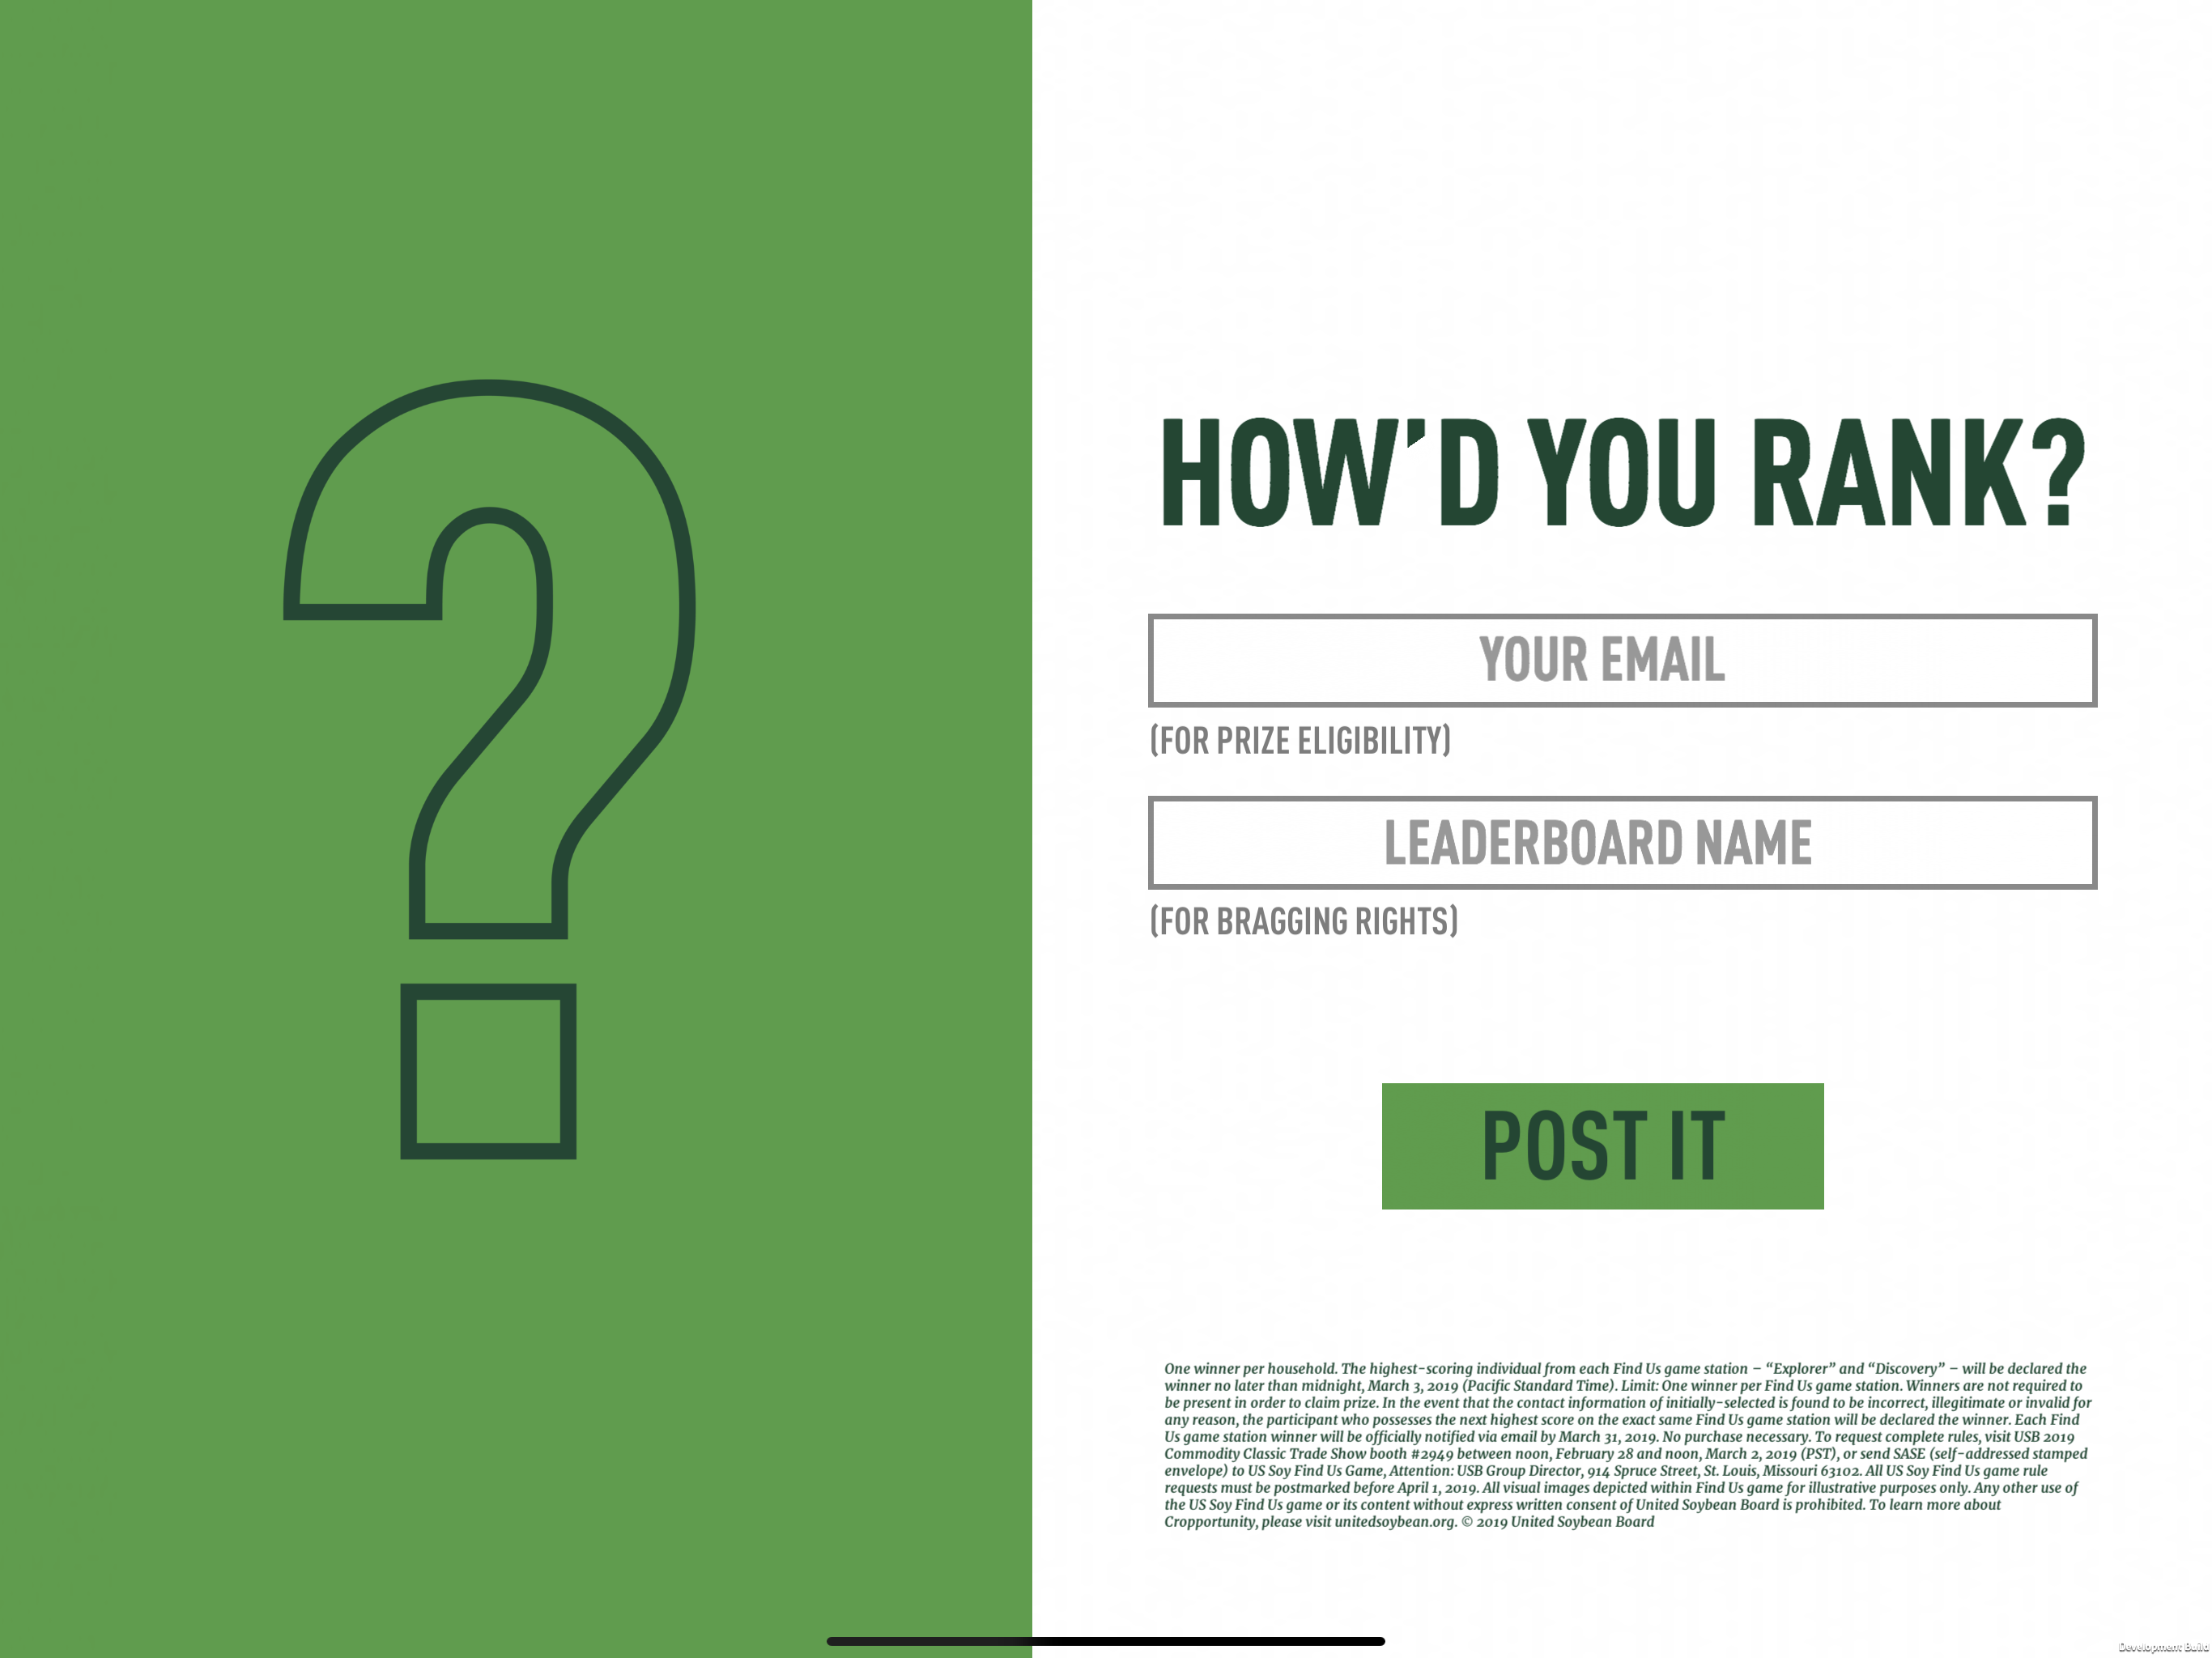 ?
HOW'D YOU RANK?
YOUR EMAIL
(FOR PRIZE ELIGIBILITY)
LEADERBOARD NAME
(FOR BRAGGING RIGHTS)
POST IT
One winner per household. The highest-scoring individual from each Find Us game station – “Explorer” and “Discovery” – will be declared the
winner no later than midnight, March 3, 2019 (Pacific Standard Time). Limit: One winner per Find Us game station. Winners are not required to
be present in order to claim prize. In the event that the contact information of initially-selected is found to be incorrect, illegitimate or invalid for
any reason, the participant who possesses the next highest score on the exact same Find Us game station will be declared the winner. Each Find
Us game station winner will be officially notified via email by March 31, 2019. No purchase necessary. To request complete rules, visit USB 2019
Commodity Classic Trade Show booth #2949 between noon, February 28 and noon, March 2, 2019 (PST), or send SASE (self-addressed stamped
envelope) to US Soy Find Us Game, Attention: USB Group Director, 914 Spruce Street, St. Louis, Missouri 63102. All US Soy Find Us game rule
requests must be postmarked before April 1, 2019. All visual images depicted within Find Us game for illustrative purposes only. Any other use of
the US Soy Find Us game or its content without express written consent of United Soybean Board is prohibited. To learn more about
Cropportunity, please visit unitedsoybean.org. © 2019 United Soybean Board
Development Build